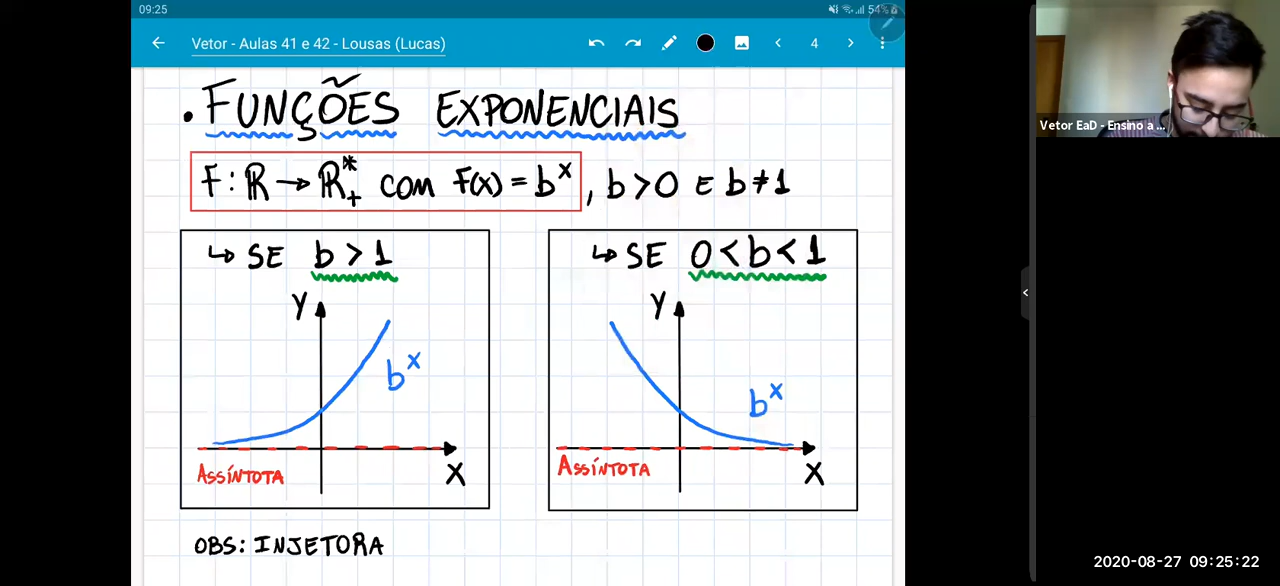 09:25
54%
Vetor - Aulas 41 e 42 - Lousas (Lucas)
4
• FUNÇÕES EXPONENCIAIS
F: ℝ → ℝ₊* COM F(X) = bˣ, b > 0 E b ≠ 1
↳ SE b > 1
↳ SE 0 < b < 1
Y
bˣ
ASSÍNTOTA
X
Y
bˣ
ASSÍNTOTA
X
OBS: INJETORA
Vetor EaD - Ensino a ...
2020-08-27 09:25:22